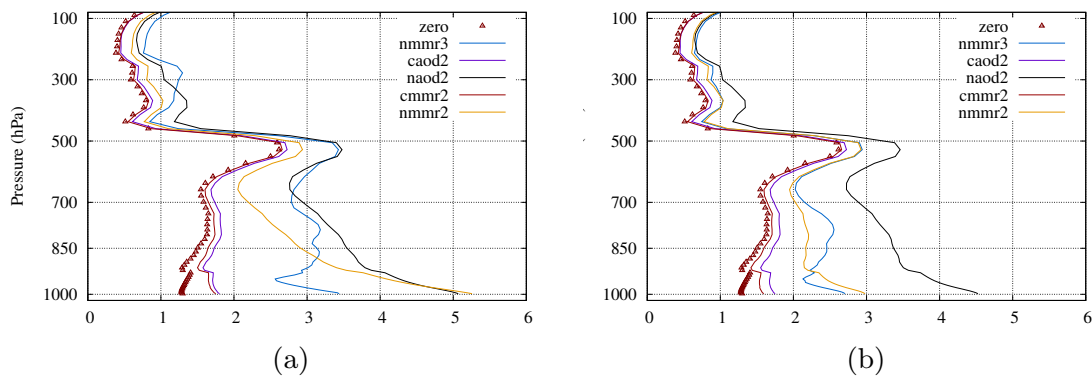 100
300
500
700
850
1000
Pressure (hPa)
0 1 2 3 4 5 6
zero
nmmr3
caod2
naod2
cmmr2
nmmr2
(a)
100
300
500
700
850
1000
0 1 2 3 4 5 6
zero
nmmr3
caod2
naod2
cmmr2
nmmr2
(b)